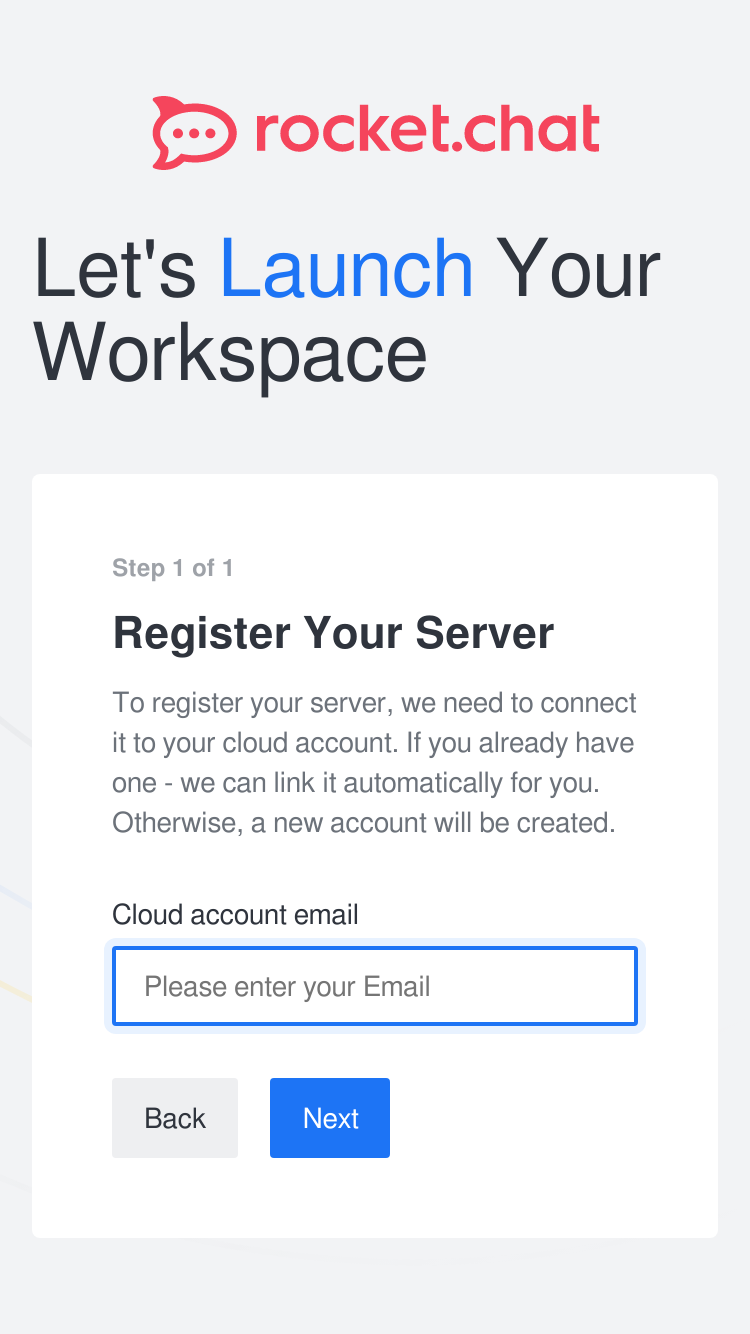 rocket.chat
Let's Launch Your
Workspace
Step 1 of 1
Register Your Server
To register your server, we need to connect
it to your cloud account. If you already have
one - we can link it automatically for you.
Otherwise, a new account will be created.
Cloud account email
Please enter your Email
Back Next